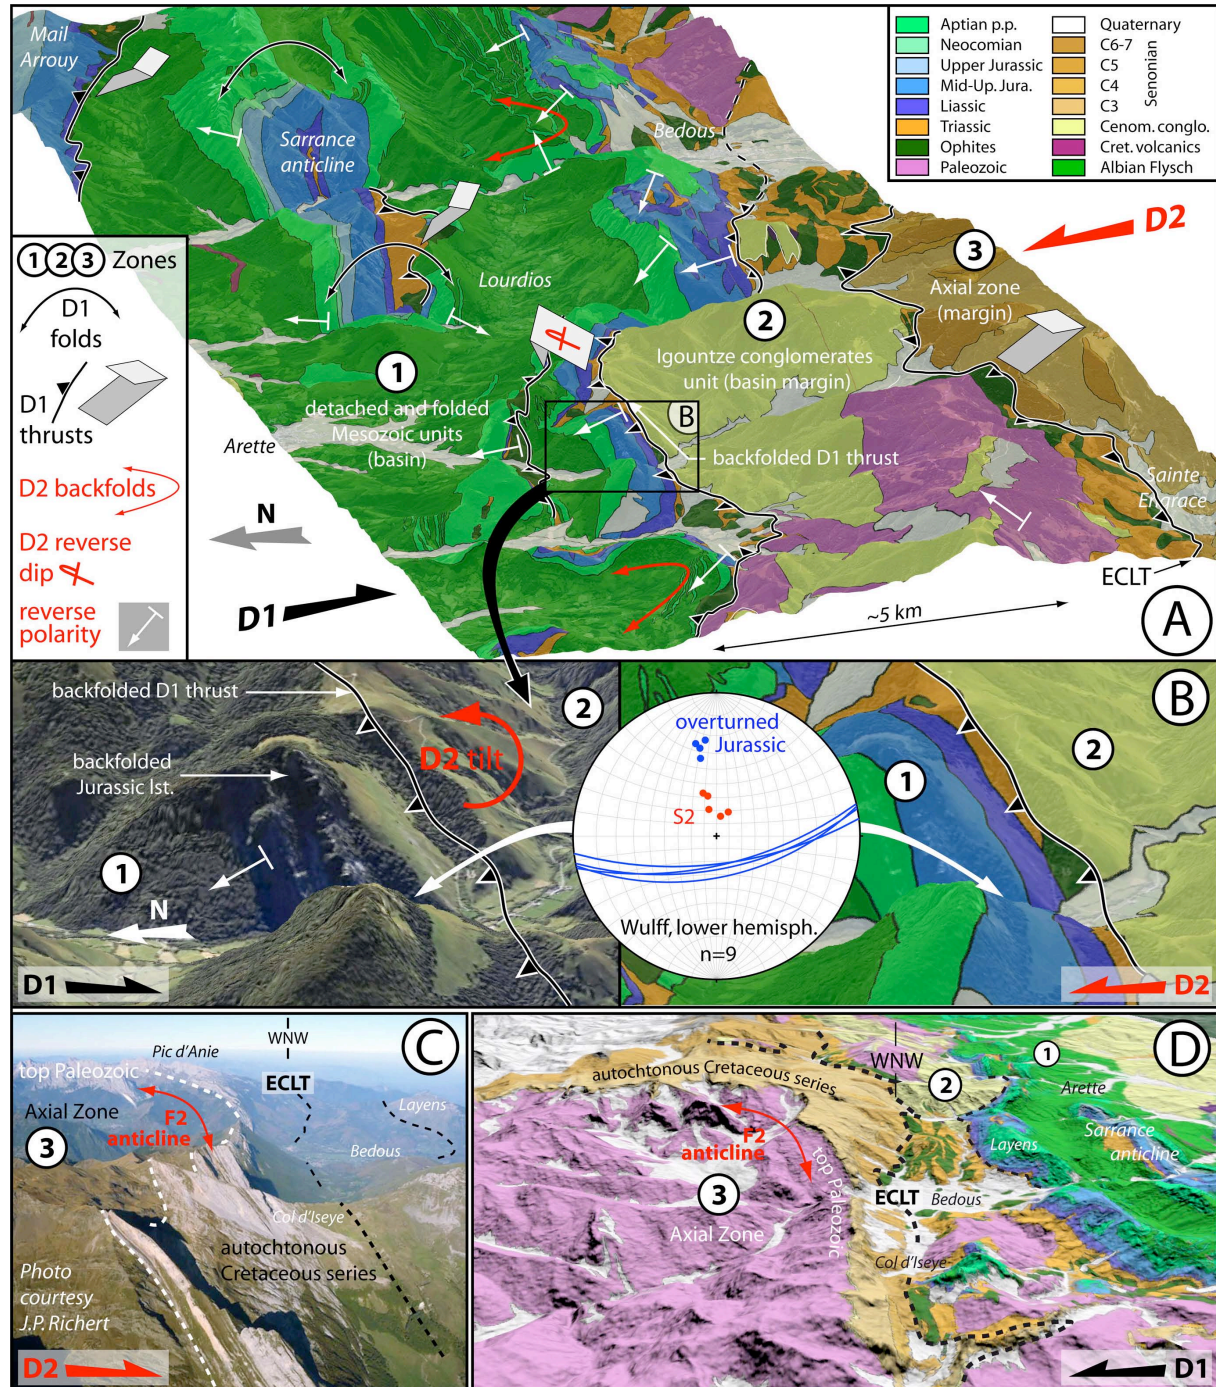 Mail
Arrouy
Sarrance
anticline
Bedous
Aptian p.p.
Neocomian
Upper Jurassic
Mid-Up. Jura.
Liassic
Triassic
Ophites
Paleozoic
Quaternary
C6-7
C5
C4
C3
Senonian
Cenom. conglo.
Cret. volcanics
Albian Flysch
D2
1 2 3 Zones
D1
folds
D1
thrusts
D2 backfolds
D2 reverse
dip
reverse
polarity
Lourdios
3
Axial zone
(margin)
2
Igountze conglomerates
unit (basin margin)
1
detached and folded
Mesozoic units
(basin)
Arette
B
backfolded D1 thrust
Sainte
Engrace
N
D1
ECLT
~5 km
A
backfolded D1 thrust
2
D2 tilt
backfolded
Jurassic lst.
1
N
D1
overturned
Jurassic
S2
Wulff, lower hemisph.
n=9
B
2
1
D2
C
WNW
Pic d'Anie
top Paleozoic
ECLT
Axial Zone
3
F2
anticline
Layens
Bedous
Col d'Iseye
autochtonous
Cretaceous series
Photo
courtesy
J.P. Richert
D2
D
WNW
1
autochtonous Cretaceous series
2
Arette
F2
anticline
top Paleozoic
Layens
Sarrance
anticline
3
Axial Zone
ECLT
Bedous
Col d'Iseye
D1